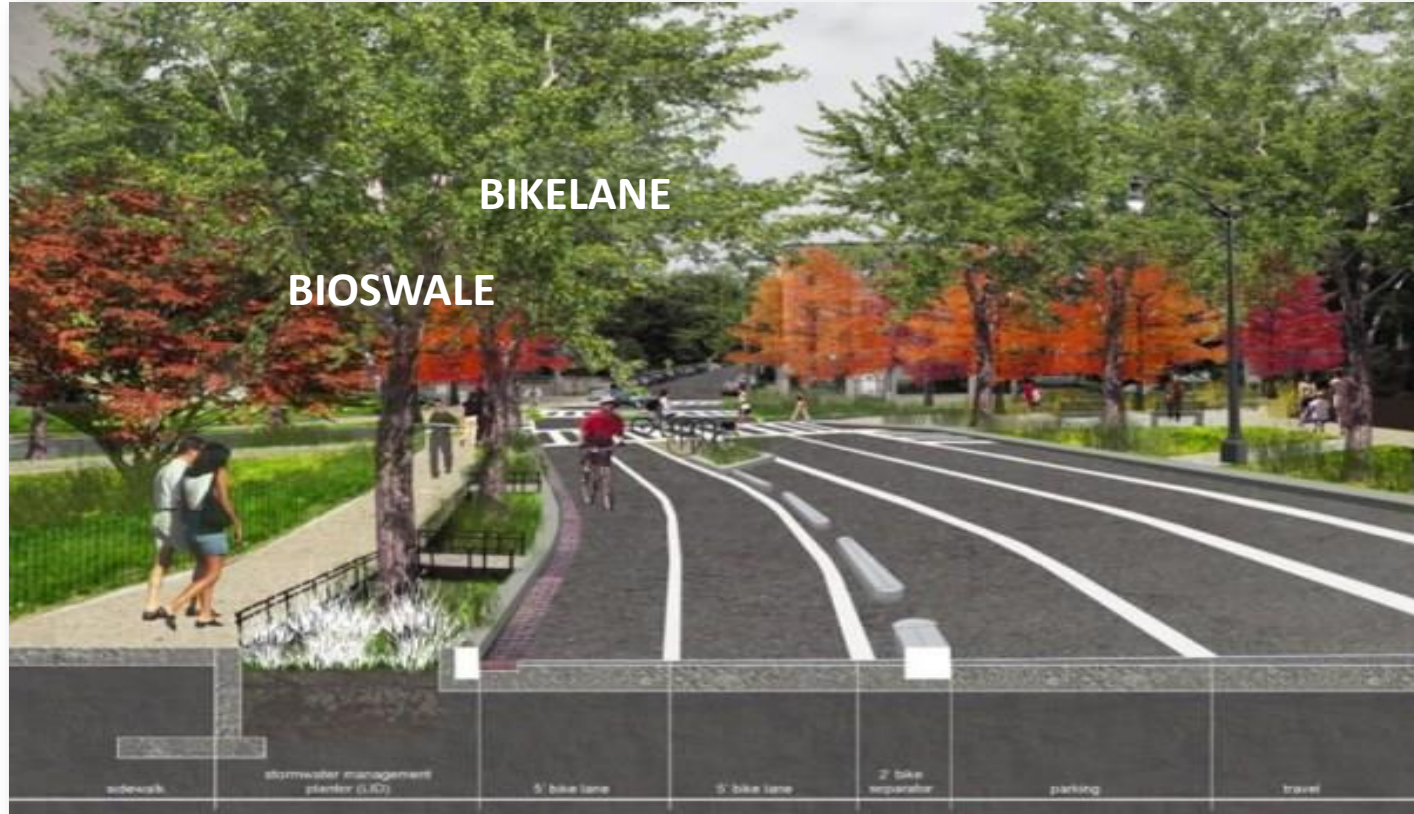 BIKELANE
BIOSWALE
sidewalk
stormwater management
planter (LID)
5' bike lane
5' bike lane
2' bike
separator
parking
travel